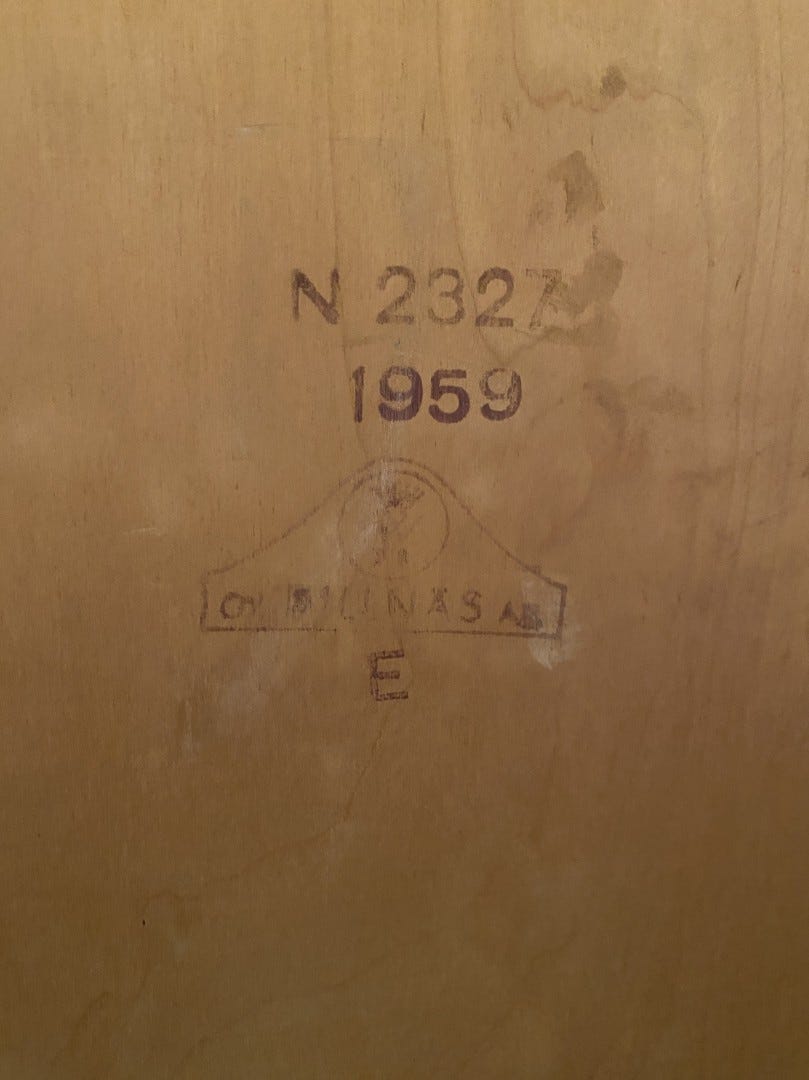 N 2327
1959
OY BILLNÄS AB
E